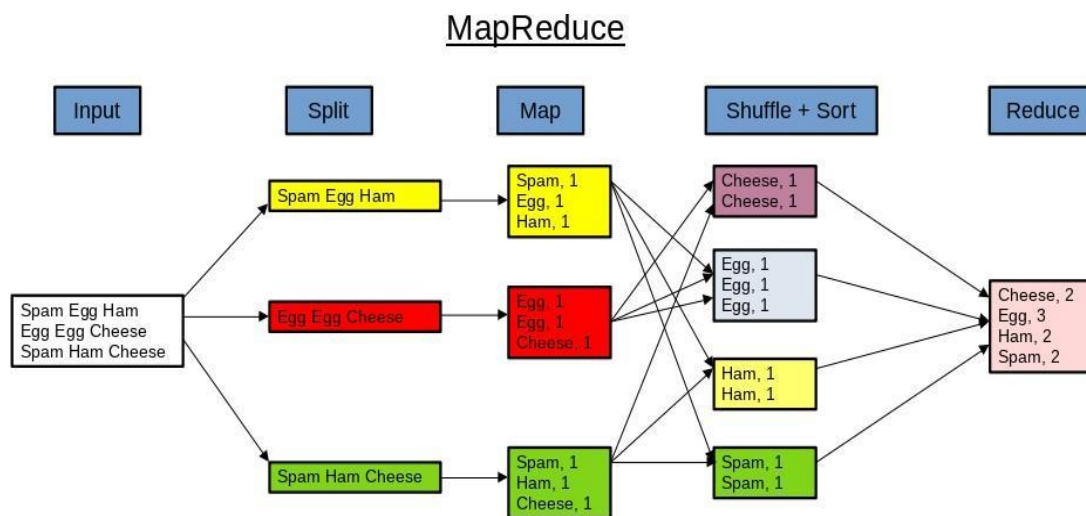 MapReduce
Input
Split
Map
Shuffle + Sort
Reduce
Spam Egg Ham
Egg Egg Cheese
Spam Ham Cheese
Spam Egg Ham
Egg Egg Cheese
Spam Ham Cheese
Spam, 1
Egg, 1
Ham, 1
Egg, 1
Egg, 1
Cheese, 1
Spam, 1
Ham, 1
Cheese, 1
Cheese, 1
Cheese, 1
Egg, 1
Egg, 1
Egg, 1
Ham, 1
Ham, 1
Spam, 1
Spam, 1
Cheese, 2
Egg, 3
Ham, 2
Spam, 2